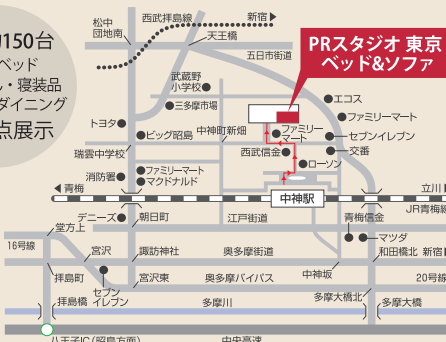 150台
ベッド
・寝装品
ダイニング
点展示
松中
団地南
西武拝島線
新宿
天王橋
五日市街道
PRスタジオ 東京
ベッド&ソファ
武蔵野
小学校
三多摩市場
エコス
ファミリーマート
トヨタ
ビッグ昭島
中神町新畑
ファミリー
マート
セブンイレブン
瑞雲中学校
西武信金
交番
ローソン
消防署
ファミリーマート
マクドナルド
青梅
中神駅
立川
JR青梅線
デニーズ
朝日町
江戸街道
青梅信金
堂方上
マツダ
16号線
宮沢
諏訪神社
奥多摩街道
和田橋北
新宿
拝島町
セブン
イレブン
宮沢東
奥多摩バイパス
中神坂
20号線
拝島橋
多摩川
多摩大橋北
多摩大橋
八王子IC(昭島方面)
中央高速